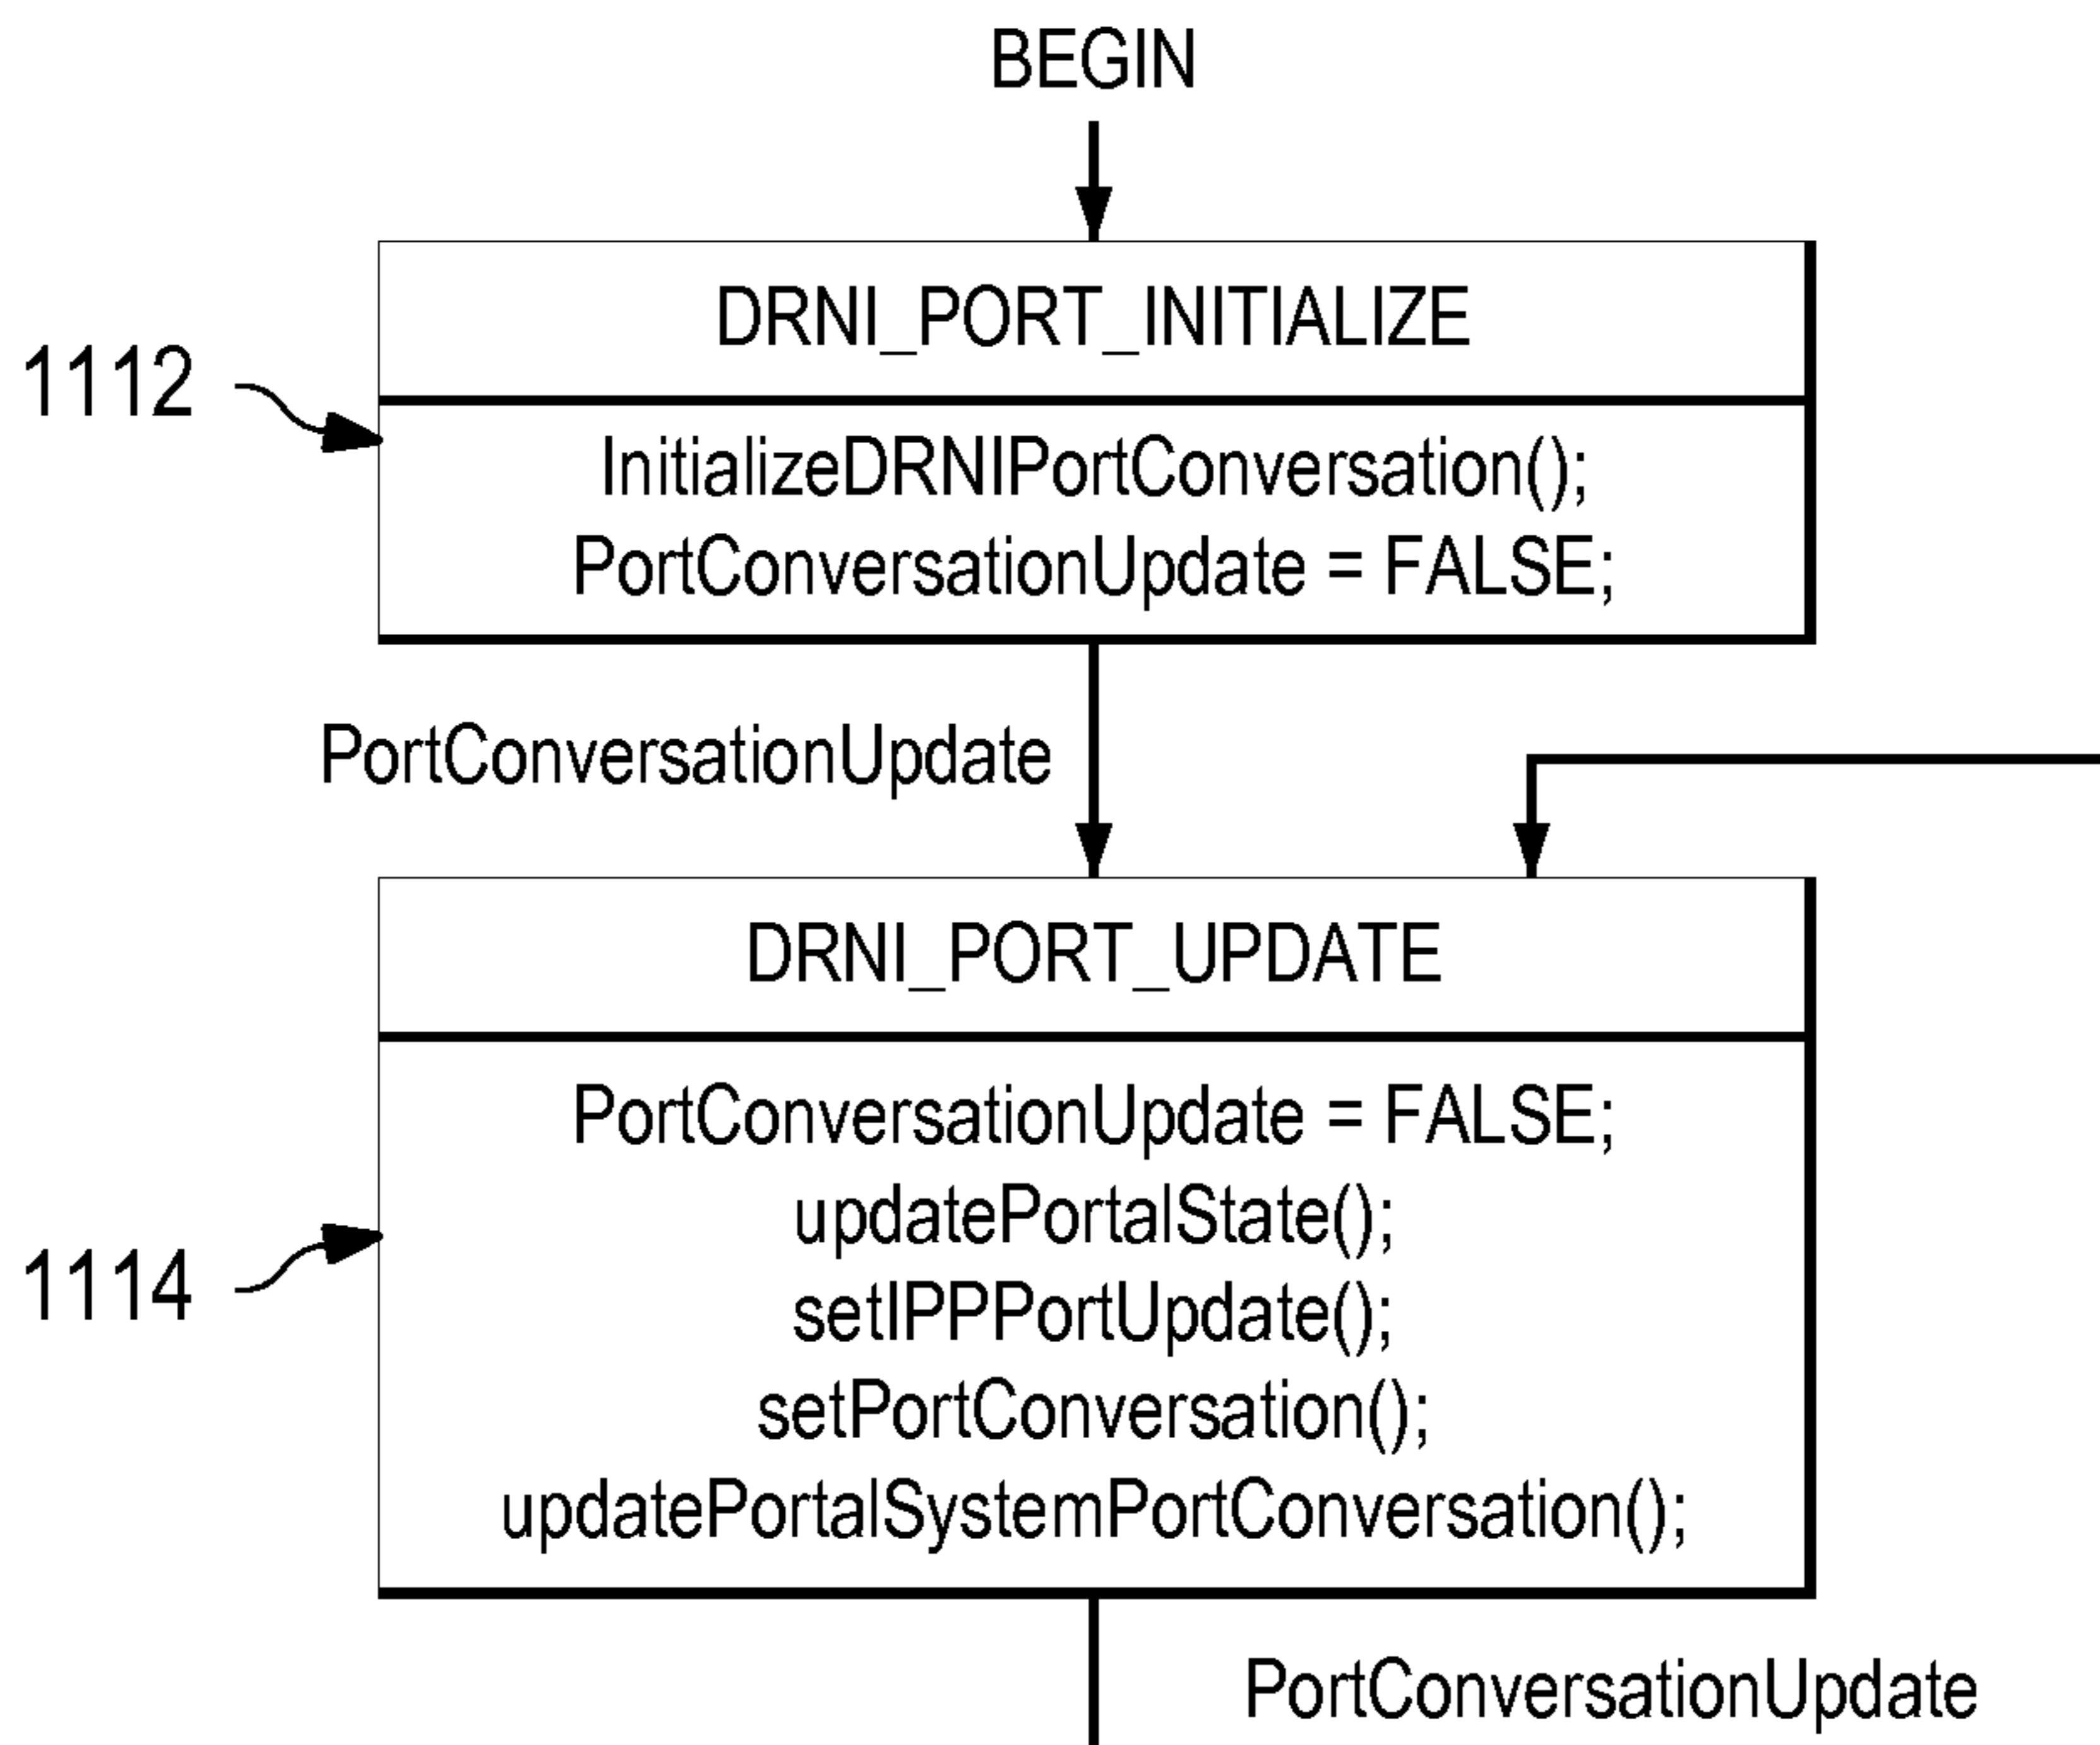 BEGIN
DRNI_PORT_INITIALIZE
1112
InitializeDRNIPortConversation();
PortConversationUpdate = FALSE;
PortConversationUpdate
DRNI_PORT_UPDATE
PortConversationUpdate = FALSE;
updatePortalState();
1114
setIPPPortUpdate();
setPortConversation();
updatePortalSystemPortConversation();
PortConversationUpdate